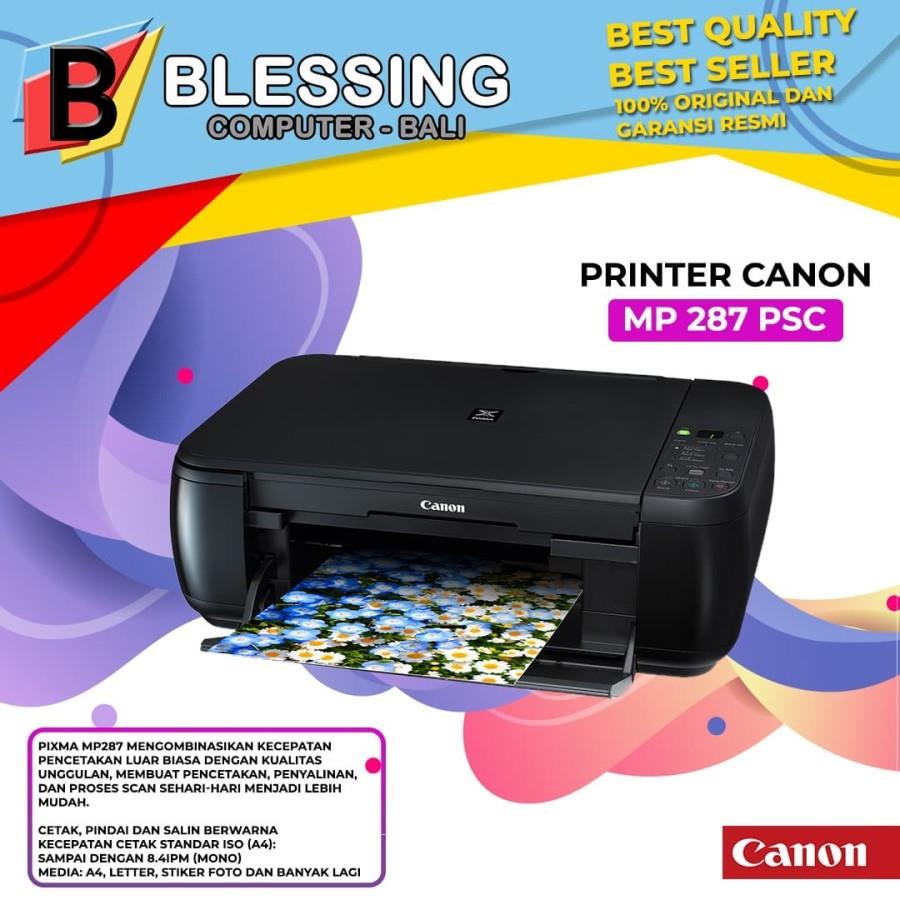 B
BLESSING
COMPUTER - BALI
BEST QUALITY
BEST SELLER
100% ORIGINAL DAN
GARANSI RESMI
PRINTER CANON
MP 287 PSC
PIXMA
Canon
PIXMA MP287 MENGOMBINASIKAN KECEPATAN
PENCETAKAN LUAR BIASA DENGAN KUALITAS
UNGGULAN, MEMBUAT PENCETAKAN, PENYALINAN,
DAN PROSES SCAN SEHARI-HARI MENJADI LEBIH
MUDAH.
CETAK, PINDAI DAN SALIN BERWARNA
KECEPATAN CETAK STANDAR ISO (A4):
SAMPAI DENGAN 8.4IPM (MONO)
MEDIA: A4, LETTER, STIKER FOTO DAN BANYAK LAGI
Canon